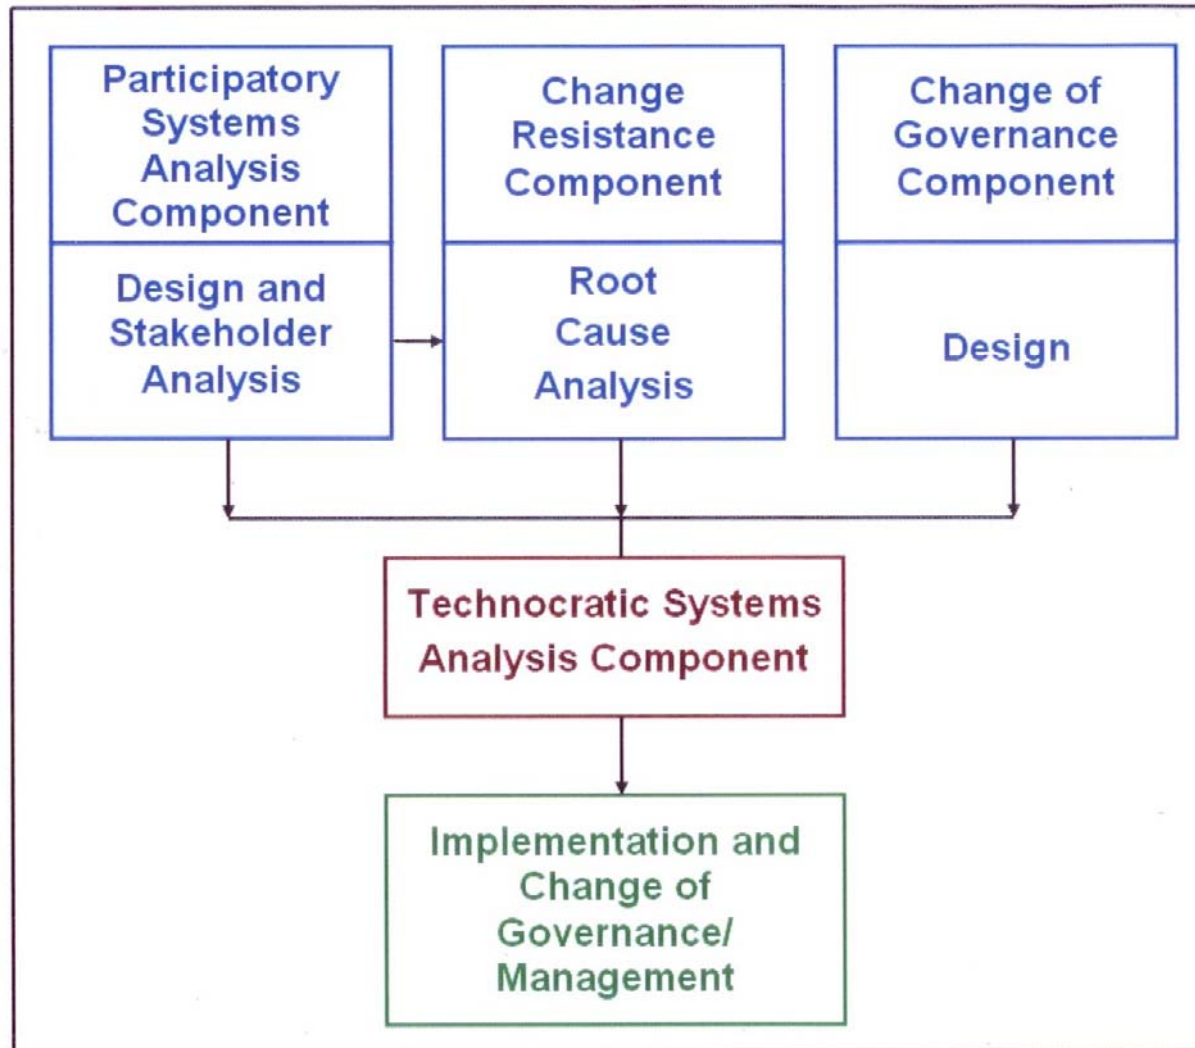 Participatory
Systems
Analysis
Component
Design and
Stakeholder
Analysis
Change
Resistance
Component
Root
Cause
Analysis
Change of
Governance
Component
Design
Technocratic Systems
Analysis Component
Implementation and
Change of
Governance/
Management